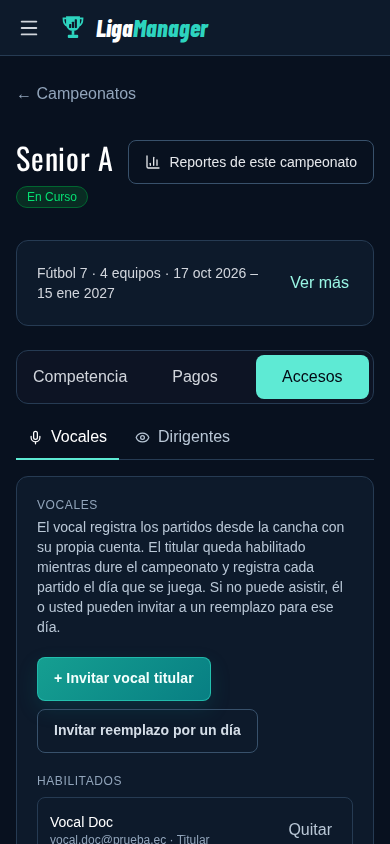 LigaManager
← Campeonatos
Senior A
Reportes de este campeonato
En Curso
Fútbol 7 · 4 equipos · 17 oct 2026 –
15 ene 2027
Ver más
Competencia
Pagos
Accesos
Vocales
Dirigentes
VOCALES
El vocal registra los partidos desde la cancha con
su propia cuenta. El titular queda habilitado
mientras dure el campeonato y registra cada
partido el día que se juega. Si no puede asistir, él
o usted pueden invitar a un reemplazo para ese
día.
+ Invitar vocal titular
Invitar reemplazo por un día
HABILITADOS
Vocal Doc
vocal.doc@prueba.ec · Titular
Quitar